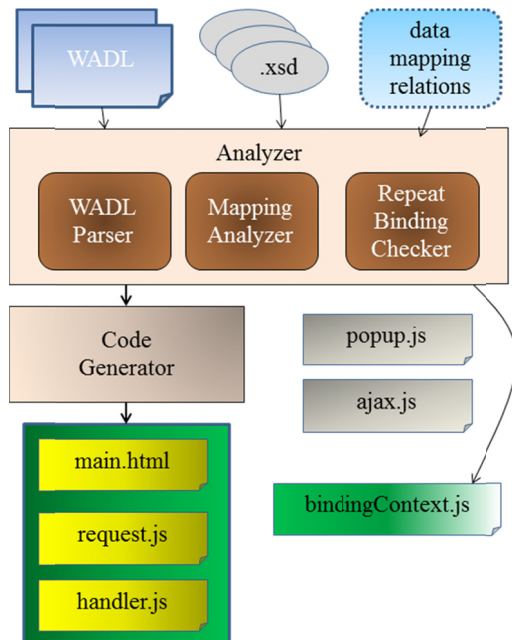 WADL
.xsd
data
mapping
relations
Analyzer
WADL
Parser
Mapping
Analyzer
Repeat
Binding
Checker
Code
Generator
popup.js
ajax.js
main.html
request.js
handler.js
bindingContext.js